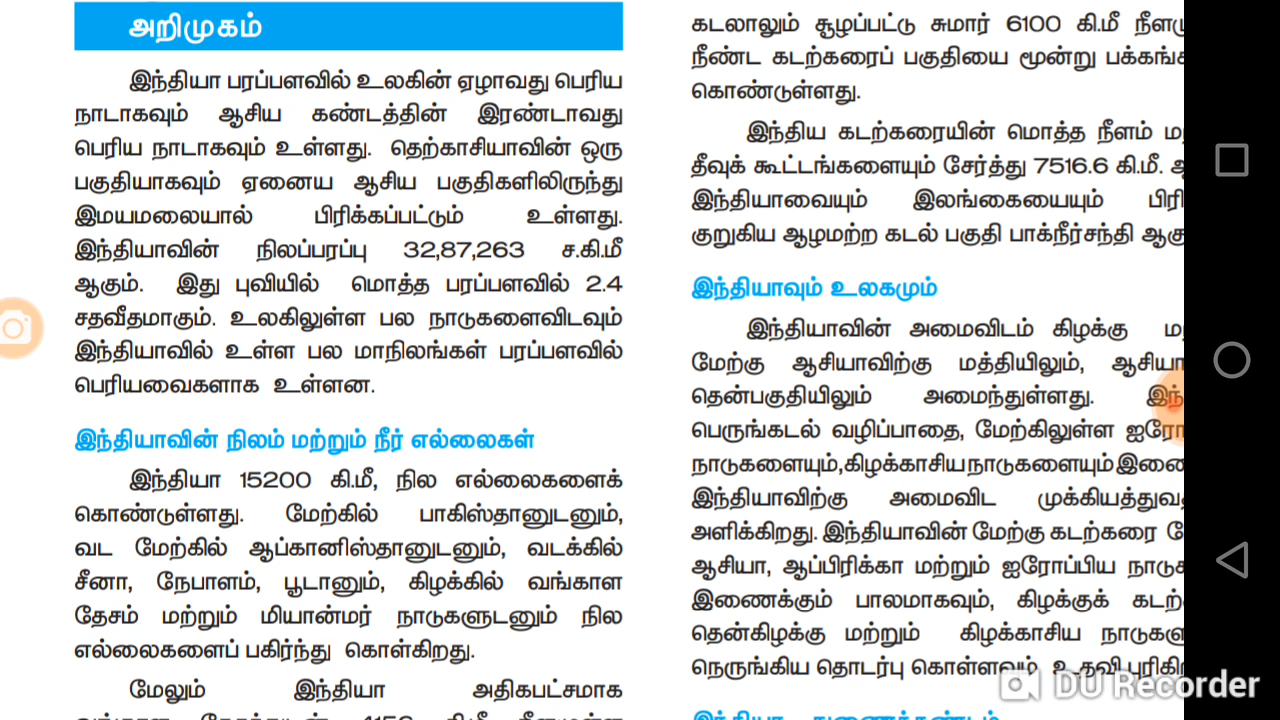 அறிமுகம்
இந்தியா பரப்பளவில் உலகின் ஏழாவது பெரிய
நாடாகவும் ஆசிய கண்டத்தின் இரண்டாவது
பெரிய நாடாகவும் உள்ளது. தெற்காசியாவின் ஒரு
பகுதியாகவும் ஏனைய ஆசிய பகுதிகளிலிருந்து
இமயமலையால் பிரிக்கப்பட்டும் உள்ளது.
இந்தியாவின் நிலப்பரப்பு 32,87,263 ச.கி.மீ
ஆகும். இது புவியில் மொத்த பரப்பளவில் 2.4
சதவீதமாகும். உலகிலுள்ள பல நாடுகளைவிடவும்
இந்தியாவில் உள்ள பல மாநிலங்கள் பரப்பளவில்
பெரியவைகளாக உள்ளன.
இந்தியாவின் நிலம் மற்றும் நீர் எல்லைகள்
இந்தியா 15200 கி.மீ, நில எல்லைகளைக்
கொண்டுள்ளது. மேற்கில் பாகிஸ்தானுடனும்,
வட மேற்கில் ஆப்கானிஸ்தானுடனும், வடக்கில்
சீனா, நேபாளம், பூடானும், கிழக்கில் வங்காள
தேசம் மற்றும் மியான்மர் நாடுகளுடனும் நில
எல்லைகளைப் பகிர்ந்து கொள்கிறது.
மேலும் இந்தியா அதிகபட்சமாக
கடலாலும் சூழப்பட்டு சுமார் 6100 கி.மீ
நீண்ட கடற்கரைப் பகுதியை மூன்று
கொண்டுள்ளது.
இந்திய கடற்கரையின் மொத்த நீளம்
தீவுக் கூட்டங்களையும் சேர்த்து 7516.6 கி.மீ.
இந்தியாவையும் இலங்கையையும்
குறுகிய ஆழமற்ற கடல் பகுதி பாக்நீர்சந்தி
இந்தியாவும் உலகமும்
இந்தியாவின் அமைவிடம் கிழக்கு
மேற்கு ஆசியாவிற்கு மத்தியிலும்,
தென்பகுதியிலும் அமைந்துள்ளது.
பெருங்கடல் வழிப்பாதை, மேற்கிலுள்ள
நாடுகளையும்,கிழக்காசிய நாடுகளையும்
இந்தியாவிற்கு அமைவிட
அளிக்கிறது. இந்தியாவின் மேற்கு கடற்கரை
ஆசியா, ஆப்பிரிக்கா மற்றும் ஐரோப்பிய
இணைக்கும் பாலமாகவும், கிழக்குக்
தென்கிழக்கு மற்றும் கிழக்காசிய
நெருங்கிய தொடர்பு கொள்ளவும்
DU Recorder